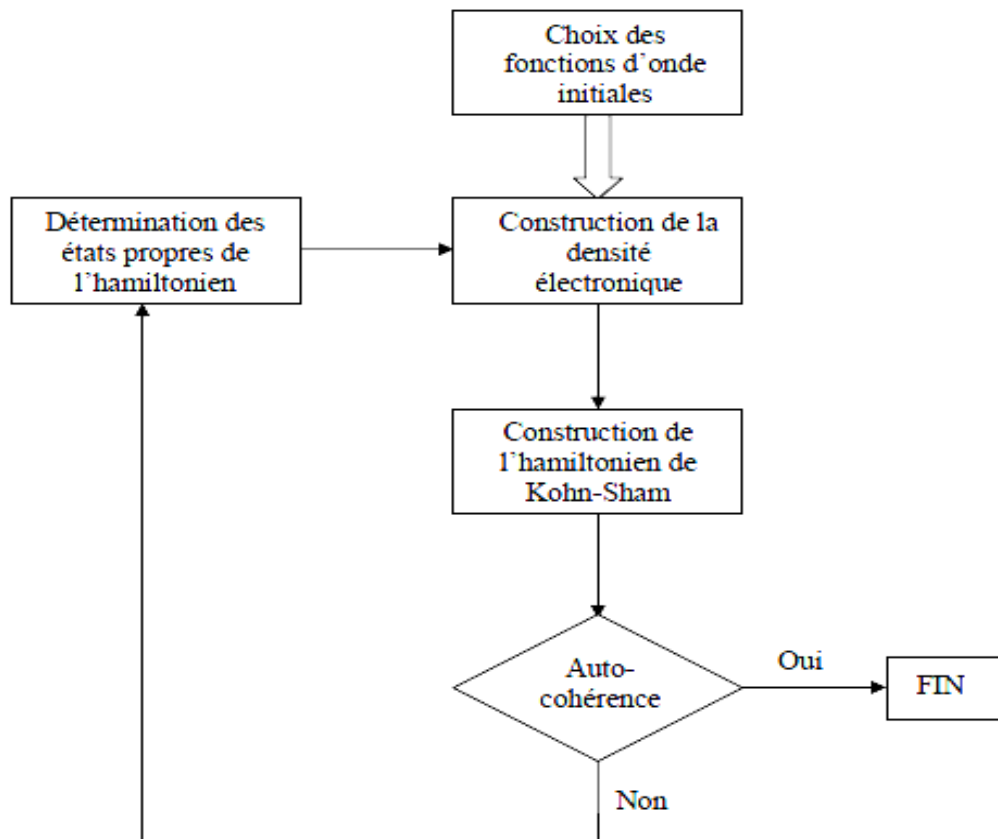 Choix des
fonctions d'onde
initiales
Détermination des
états propres de
l'hamiltonien
Construction de la
densité
électronique
Construction de
l'hamiltonien de
Kohn-Sham
Auto-
cohérence
Oui
FIN
Non